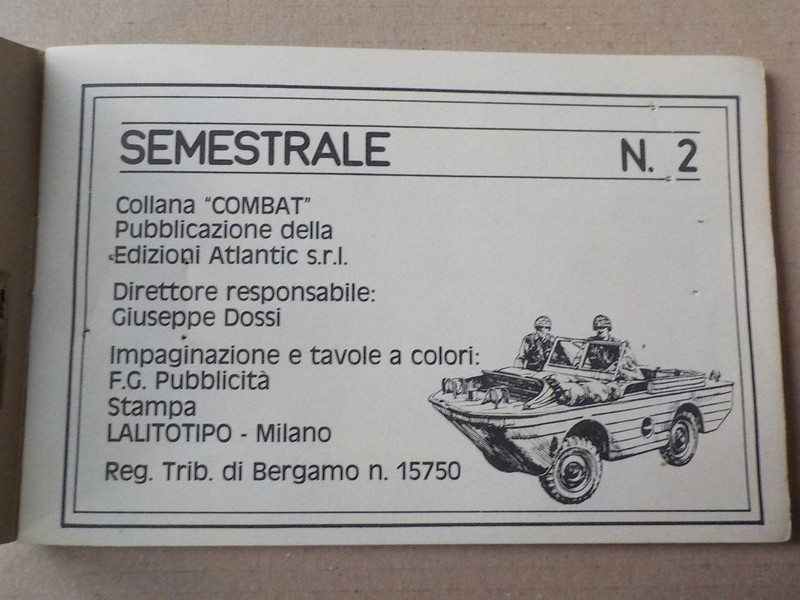 SEMESTRALE N. 2
Collana "COMBAT"
Pubblicazione della
Edizioni Atlantic s.r.l.
Direttore responsabile:
Giuseppe Dossi
Impaginazione e tavole a colori:
F.G. Pubblicità
Stampa
LALITOTIPO - Milano
Reg. Trib. di Bergamo n. 15750